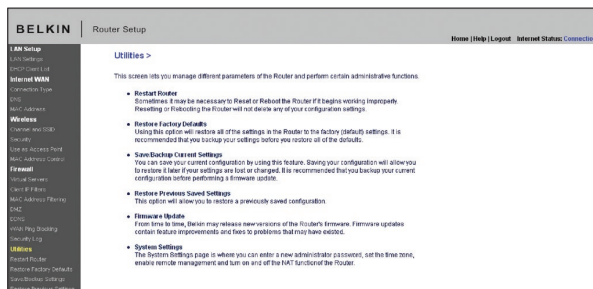 BELKIN
Router Setup
Home | Help | Logout Internet Status: Connectio
LAN Setup
LAN Settings
DHCP Client List
Internet WAN
Connection Type
DNS
MAC Address
Wireless
Channel and SSID
Security
Use as Access Point
MAC Address Control
Firewall
Virtual Servers
Client IP Filters
MAC Address Filtering
DMZ
DDNS
WAN Ping Blocking
Security Log
Utilities
Restart Router
Restore Factory Defaults
Save/Backup Settings
Restore Previous Settings
Utilities >
This screen lets you manage different parameters of the Router and perform certain administrative functions.
• Restart Router
Sometimes it may be necessary to Reset or Reboot the Router if it begins working improperly.
Resetting or Rebooting the Router will not delete any of your configuration settings.
• Restore Factory Defaults
Using this option will restore all of the settings in the Router to the factory (default) settings. It is
recommended that you backup your settings before you restore all of the defaults.
• Save/Backup Current Settings
You can save your current configuration by using this feature. Saving your configuration will allow you
to restore it later if your settings are lost or changed. It is recommended that you backup your current
configuration before performing a firmware update.
• Restore Previous Saved Settings
This option will allow you to restore a previously saved configuration.
• Firmware Update
From time to time, Belkin may release new versions of the Router's firmware. Firmware updates
contain feature improvements and fixes to problems that may have existed.
• System Settings
The System Settings page is where you can enter a new administrator password, set the time zone,
enable remote management and turn on and off the NAT function of the Router.